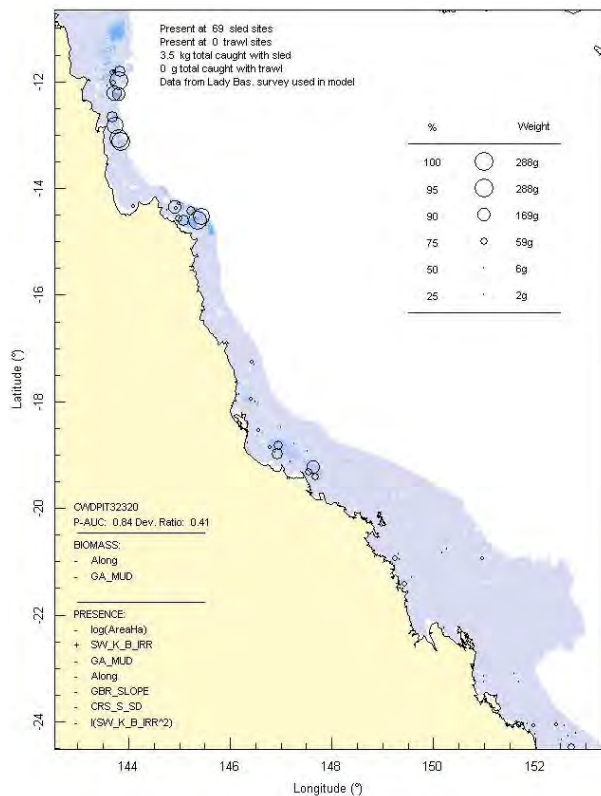 Present at 69 sled sites
Present at 0 trawl sites
3.5 kg total caught with sled
0 g total caught with trawl
Data from Lady Bas. survey used in model
% Weight
100 288g
95 288g
90 169g
75 59g
50 6g
25 2g
-12
-14
-16
-18
-20
-22
-24
Latitude (°)
CWDPIT32320
P-AUC: 0.84 Dev. Ratio: 0.41
BIOMASS:
- Along
- GA_MUD
PRESENCE:
- log(AreaHa)
+ SW_K_B_IRR
- GA_MUD
- Along
- GBR_SLOPE
- CRS_S_SD
- I(SW_K_B_IRR^2)
144 146 148 150 152
Longitude (°)